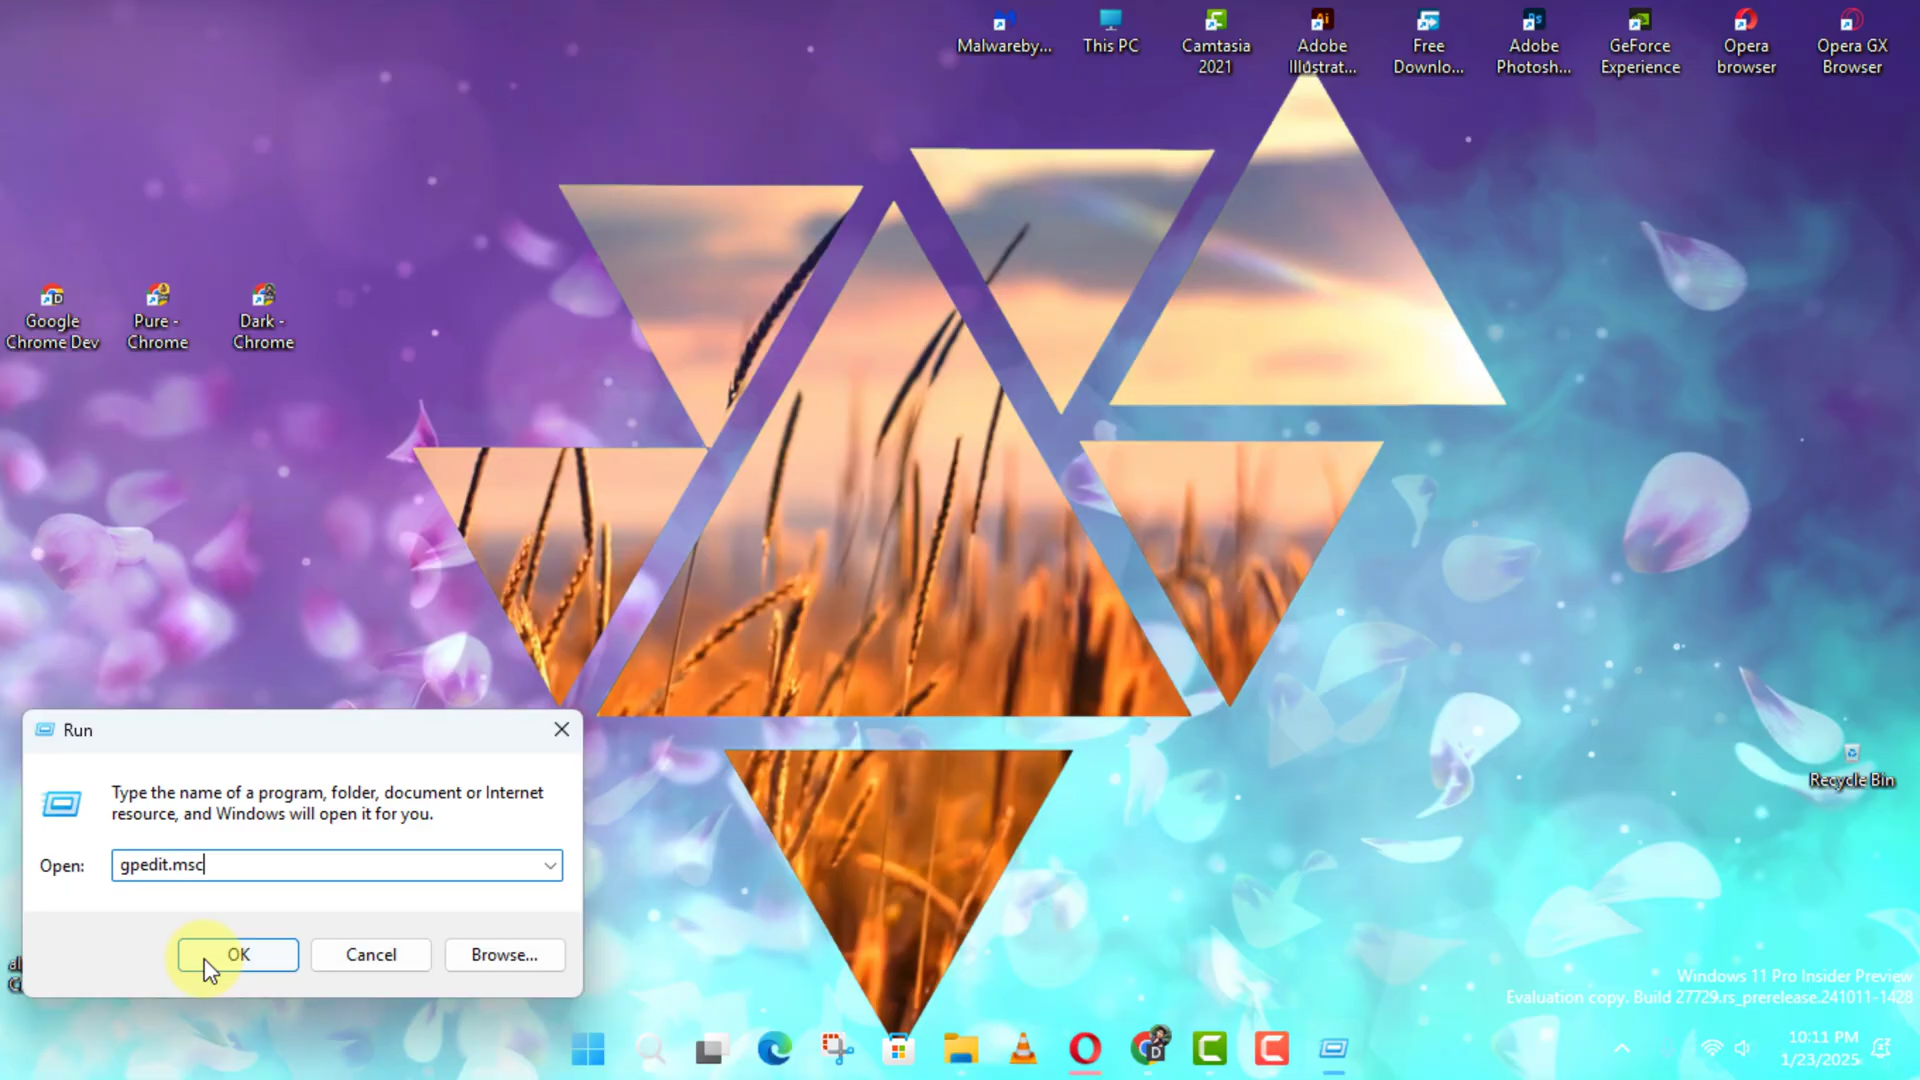 Malwareby...
This PC
Camtasia
2021
Adobe
Illustrat...
Free
Downlo...
Adobe
Photosh...
GeForce
Experience
Opera
browser
Opera GX
Browser
Google
Chrome Dev
Pure -
Chrome
Dark -
Chrome
Recycle Bin
Run
Type the name of a program, folder, document or Internet
resource, and Windows will open it for you.
Open:
gpedit.msc
OK
Cancel
Browse...
Windows 11 Pro Insider Preview
Evaluation copy. Build 27729.rs_prerelease.241011-1428
10:11 PM
1/23/2025